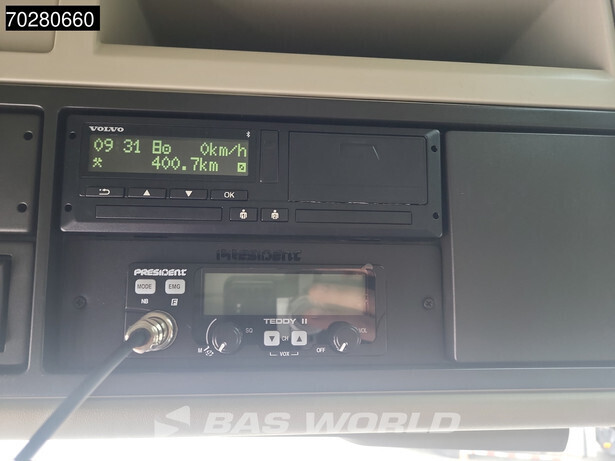 70280660
VOLVO
09 31 0km/h
400.7km
OK
PRESIDENT
PRESIDENT
MODE EMG
NB F
SQ TEDDY II VOL
M CH OFF
VOX
BAS WORLD